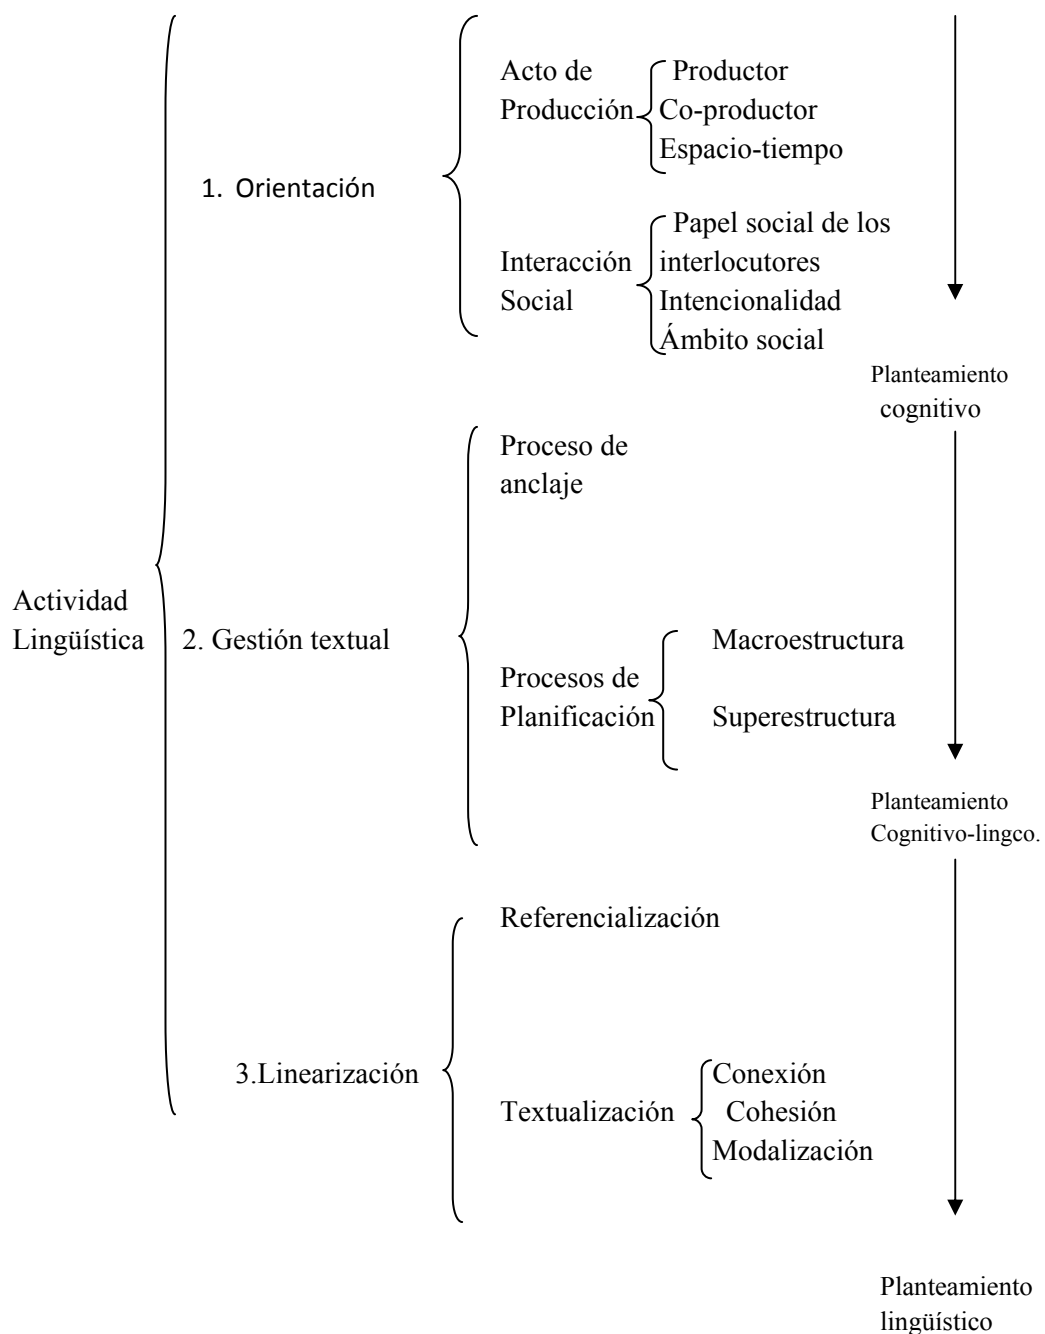 Acto de
Producción
Productor
Co-productor
Espacio-tiempo
1. Orientación
Interacción
Social
Papel social de los
interlocutores
Intencionalidad
Ámbito social
Planteamiento
cognitivo
Proceso de
anclaje
Actividad
Lingüística
2. Gestión textual
Procesos de
Planificación
Macroestructura
Superestructura
Planteamiento
Cognitivo-lingco.
Referencialización
3.Linearización
Textualización
Conexión
Cohesión
Modalización
Planteamiento
lingüístico